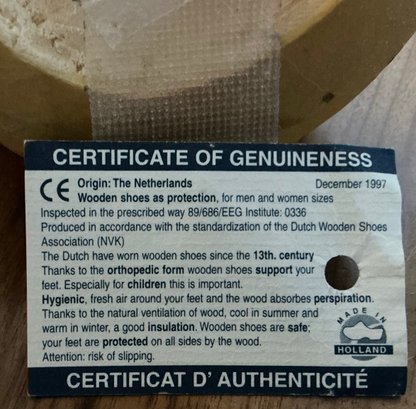 CERTIFICATE OF GENUINENESS
CE Origin: The Netherlands December 1997
Wooden shoes as protection, for men and women sizes
Inspected in the prescribed way 89/686/EEG Institute: 0336
Produced in accordance with the standardization of the Dutch Wooden Shoes
Association (NVK)
The Dutch have worn wooden shoes since the 13th. century
Thanks to the orthopedic form wooden shoes support your
feet. Especially for children this is important.
Hygienic, fresh air around your feet and the wood absorbes perspiration.
Thanks to the natural ventilation of wood, cool in summer and
warm in winter, a good insulation. Wooden shoes are safe;
your feet are protected on all sides by the wood.
Attention: risk of slipping.
MADE IN
HOLLAND
CERTIFICAT D' AUTHENTICITÉ